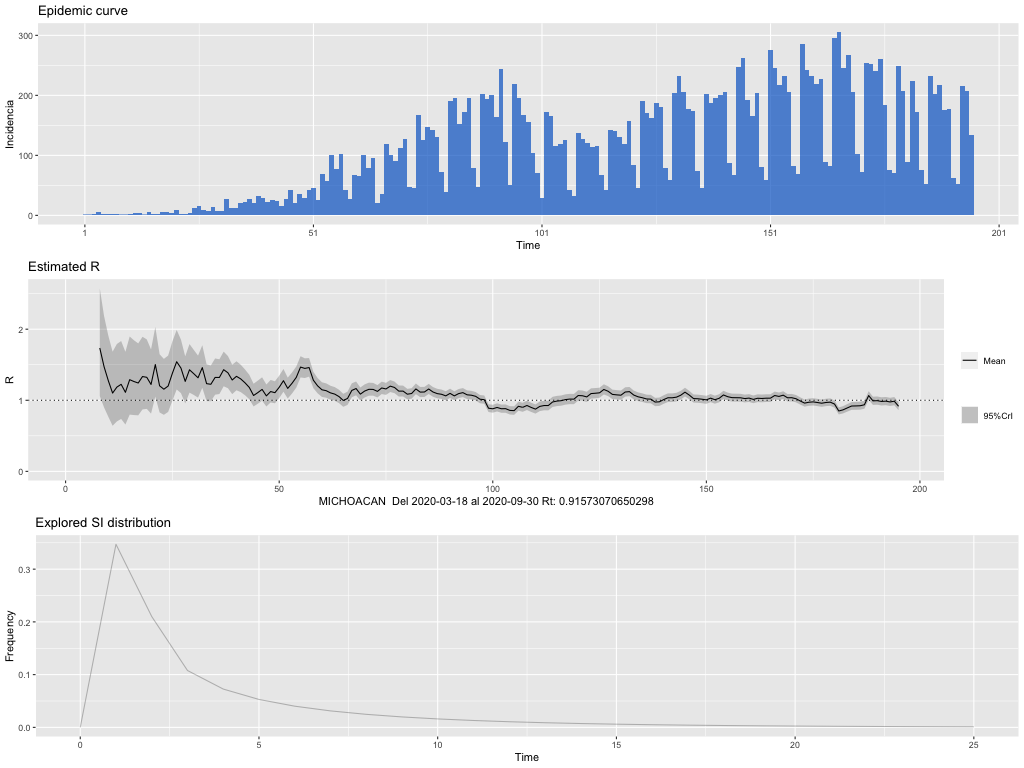 Epidemic curve
300
200
100
0
Incidencia
1 51 101 151 201
Time
Estimated R
2
1
0
R
0 50 100 150 200
MICHOACAN Del 2020-03-18 al 2020-09-30 Rt: 0.91573070650298
Mean
95%CrI
Explored SI distribution
0.3
0.2
0.1
0.0
Frequency
0 5 10 15 20 25
Time